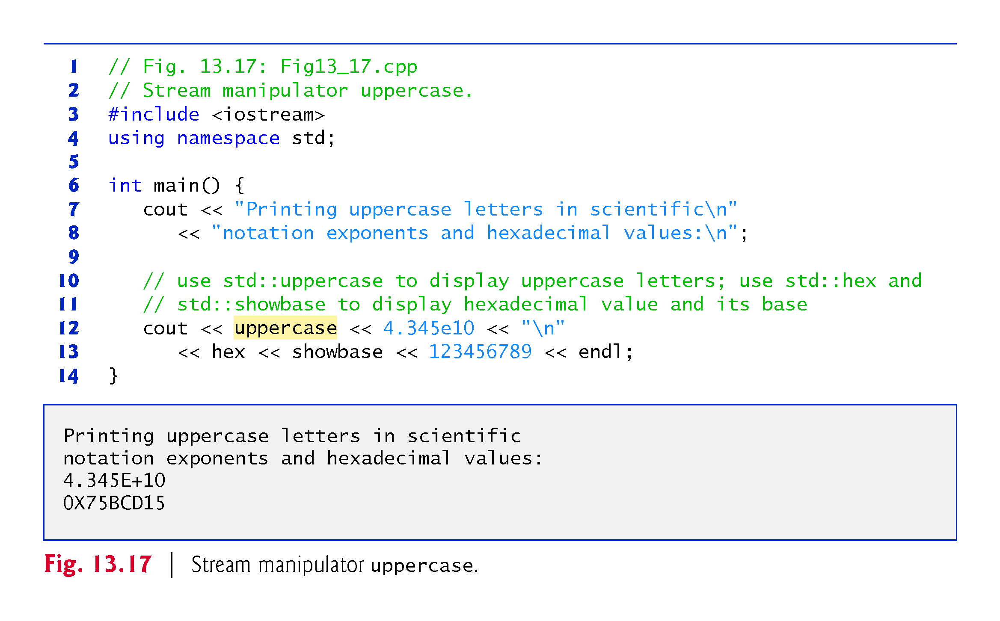 1 // Fig. 13.17: Fig13_17.cpp
2 // Stream manipulator uppercase.
3 #include <iostream>
4 using namespace std;
5
6 int main() {
7    cout << "Printing uppercase letters in scientific\n"
8       << "notation exponents and hexadecimal values:\n";
9
10    // use std::uppercase to display uppercase letters; use std::hex and
11    // std::showbase to display hexadecimal value and its base
12    cout << uppercase << 4.345e10 << "\n"
13       << hex << showbase << 123456789 << endl;
14 }
Printing uppercase letters in scientific
notation exponents and hexadecimal values:
4.345E+10
0X75BCD15
Fig. 13.17 | Stream manipulator uppercase.